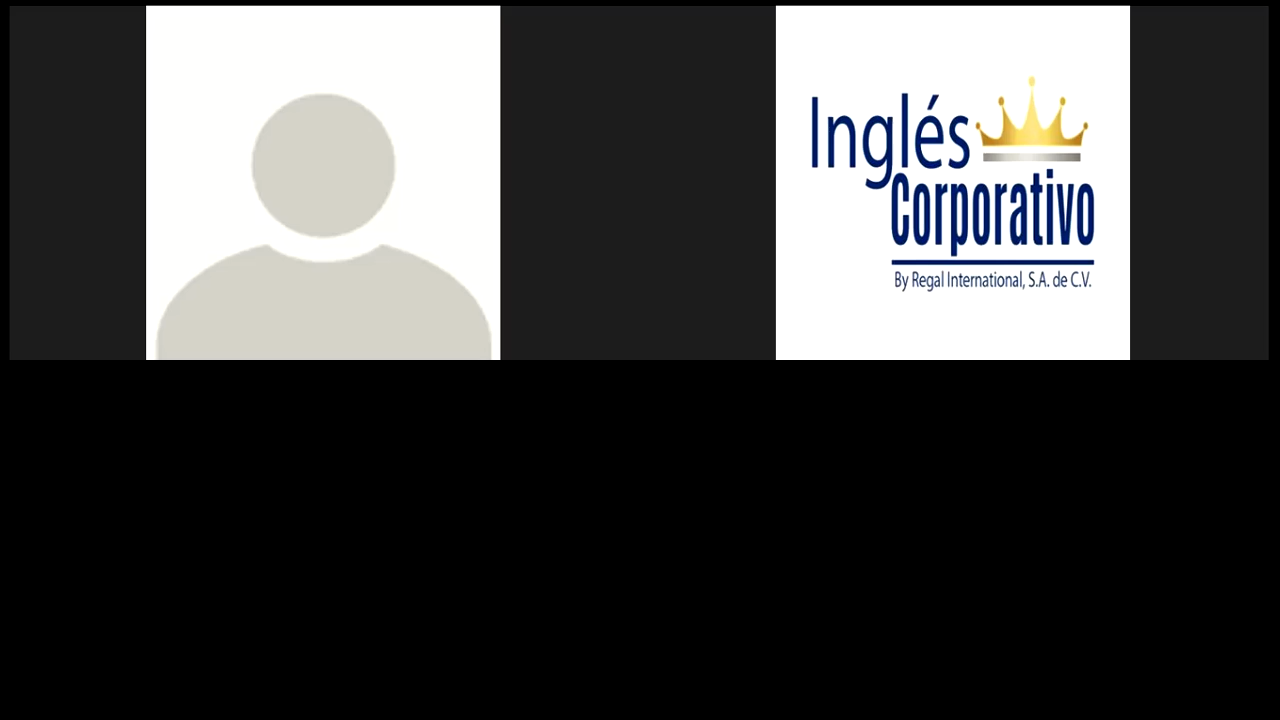 Inglés
Corporativo
By Regal International, S.A. de C.V.